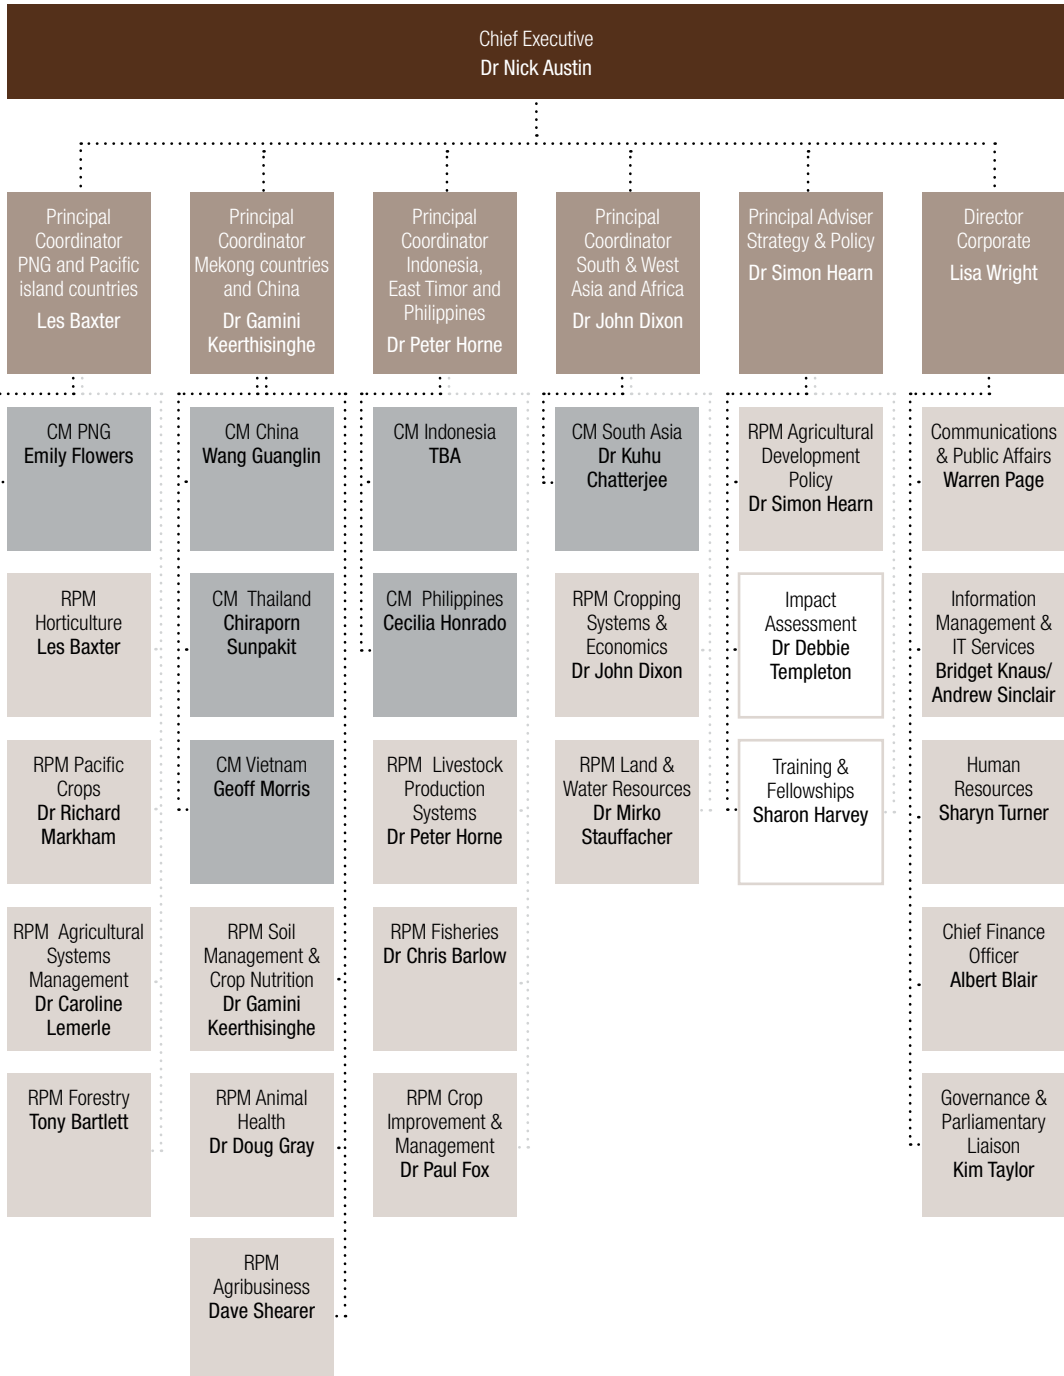 Chief Executive
Dr Nick Austin
Principal
Coordinator
PNG and Pacific
island countries
Les Baxter
Principal
Coordinator
Mekong countries
and China
Dr Gamini
Keerthisinghe
Principal
Coordinator
Indonesia,
East Timor and
Philippines
Dr Peter Horne
Principal
Coordinator
South & West
Asia and Africa
Dr John Dixon
Principal Adviser
Strategy & Policy
Dr Simon Hearn
Director
Corporate
Lisa Wright
CM PNG
Emily Flowers
CM China
Wang Guanglin
CM Indonesia
TBA
CM South Asia
Dr Kuhu
Chatterjee
RPM Agricultural
Development
Policy
Dr Simon Hearn
Communications
& Public Affairs
Warren Page
RPM
Horticulture
Les Baxter
CM Thailand
Chiraporn
Sunpakit
CM Philippines
Cecilia Honrado
RPM Cropping
Systems &
Economics
Dr John Dixon
Impact
Assessment
Dr Debbie
Templeton
Information
Management &
IT Services
Bridget Knaus/
Andrew Sinclair
RPM Pacific
Crops
Dr Richard
Markham
CM Vietnam
Geoff Morris
RPM Livestock
Production
Systems
Dr Peter Horne
RPM Land &
Water Resources
Dr Mirko
Stauffacher
Training &
Fellowships
Sharon Harvey
Human
Resources
Sharyn Turner
RPM Agricultural
Systems
Management
Dr Caroline
Lemerle
RPM Soil
Management &
Crop Nutrition
Dr Gamini
Keerthisinghe
RPM Fisheries
Dr Chris Barlow
Chief Finance
Officer
Albert Blair
RPM Forestry
Tony Bartlett
RPM Animal
Health
Dr Doug Gray
RPM Crop
Improvement &
Management
Dr Paul Fox
Governance &
Parliamentary
Liaison
Kim Taylor
RPM
Agribusiness
Dave Shearer